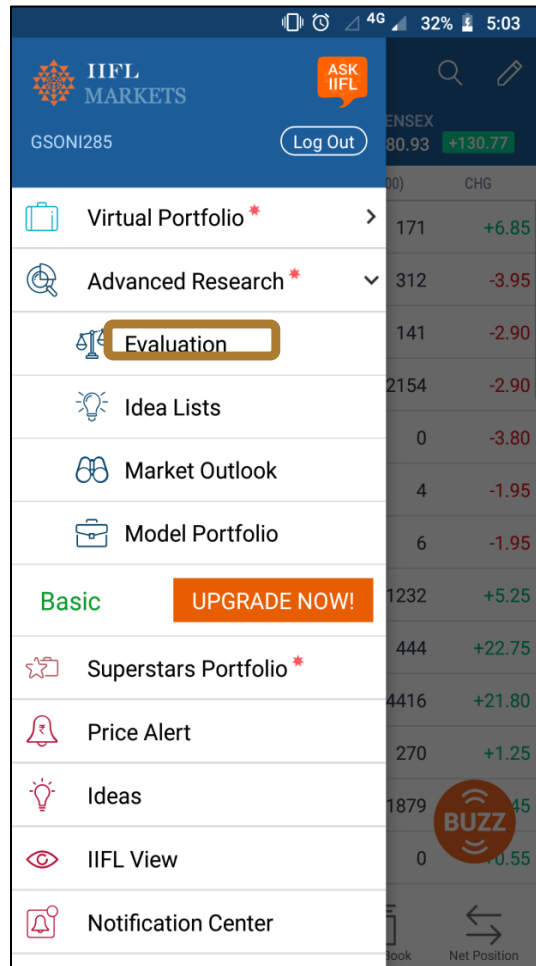 4G 32% 5:03
IIFL
MARKETS
ASK
IIFL
GSONI285
Log Out
ENSEX
80.93 +130.77
00) CHG
Virtual Portfolio *
171 +6.85
Advanced Research *
312 -3.95
Evaluation
141 -2.90
Idea Lists
2154 -2.90
0 -3.80
Market Outlook
4 -1.95
Model Portfolio
6 -1.95
Basic
UPGRADE NOW!
1232 +5.25
Superstars Portfolio *
444 +22.75
4416 +21.80
Price Alert
270 +1.25
Ideas
1879 45
BUZZ
IIFL View
0 0.55
Notification Center
Book Net Position